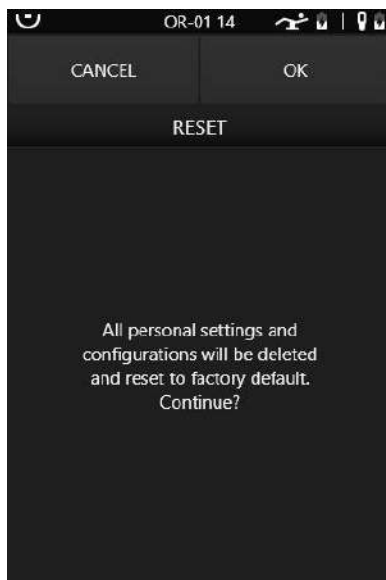 OR-01 14
CANCEL OK
RESET
All personal settings and
configurations will be deleted
and reset to factory default.
Continue?